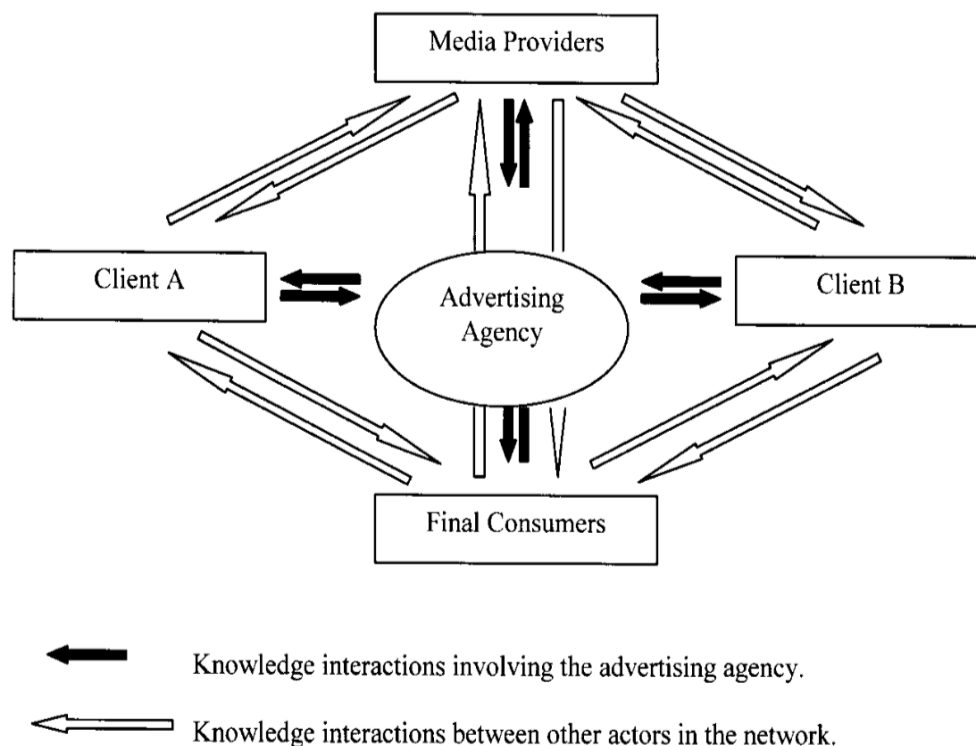 Media Providers
Client A
Advertising
Agency
Client B
Final Consumers
Knowledge interactions involving the advertising agency.
Knowledge interactions between other actors in the network.